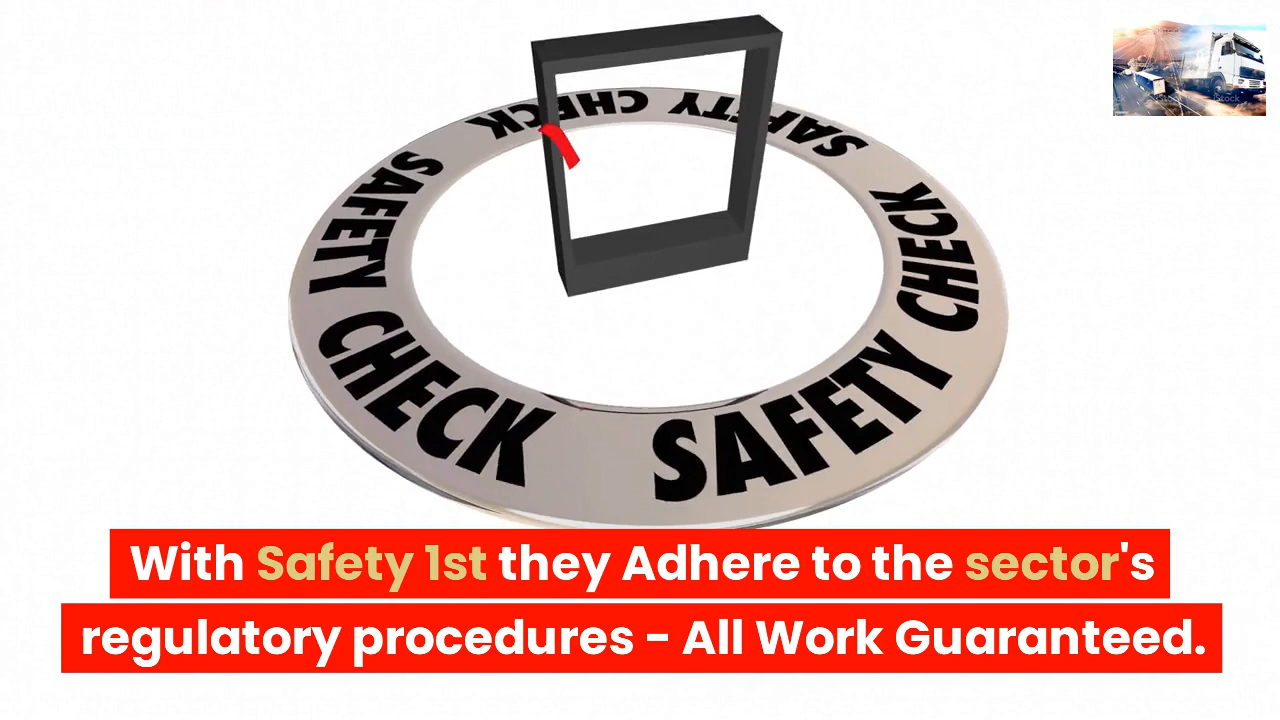 SAFETY CHECK
SAFETY CHECK
SAFETY CHECK
SAFETY CHECK
iStock
With Safety 1st they Adhere to the sector's
regulatory procedures - All Work Guaranteed.